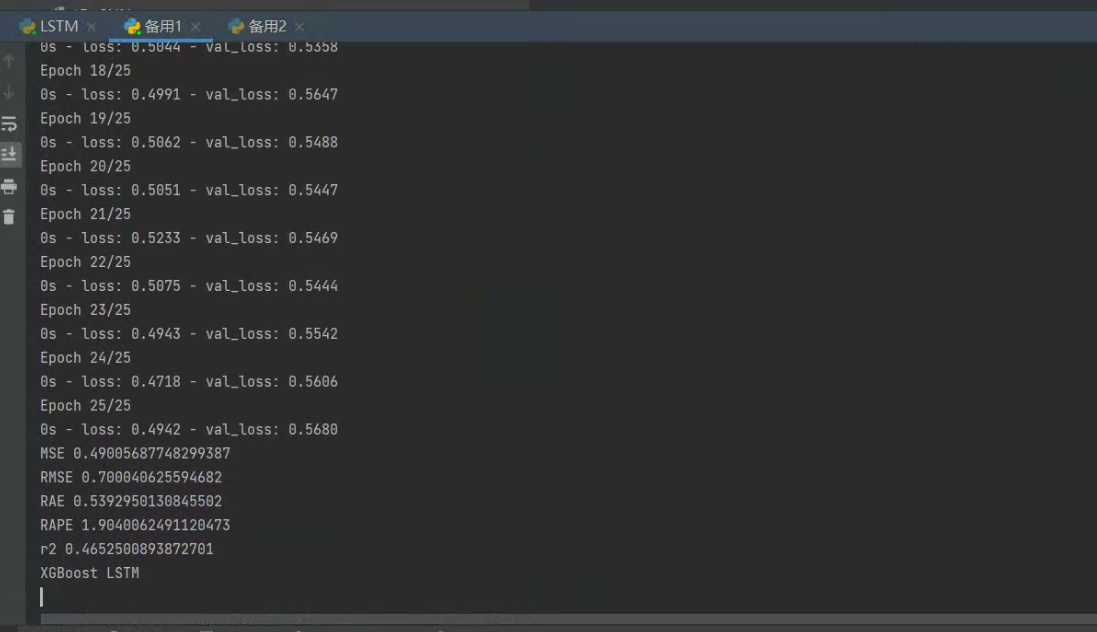 LSTM 备用1 备用2
0s - loss: 0.5044 - val_loss: 0.5358
Epoch 18/25
0s - loss: 0.4991 - val_loss: 0.5647
Epoch 19/25
0s - loss: 0.5062 - val_loss: 0.5488
Epoch 20/25
0s - loss: 0.5051 - val_loss: 0.5447
Epoch 21/25
0s - loss: 0.5233 - val_loss: 0.5469
Epoch 22/25
0s - loss: 0.5075 - val_loss: 0.5444
Epoch 23/25
0s - loss: 0.4943 - val_loss: 0.5542
Epoch 24/25
0s - loss: 0.4718 - val_loss: 0.5606
Epoch 25/25
0s - loss: 0.4942 - val_loss: 0.5680
MSE 0.49005687748299387
RMSE 0.700040625594682
RAE 0.5392950130845502
RAPE 1.9040062491120473
r2 0.4652500893872701
XGBoost LSTM